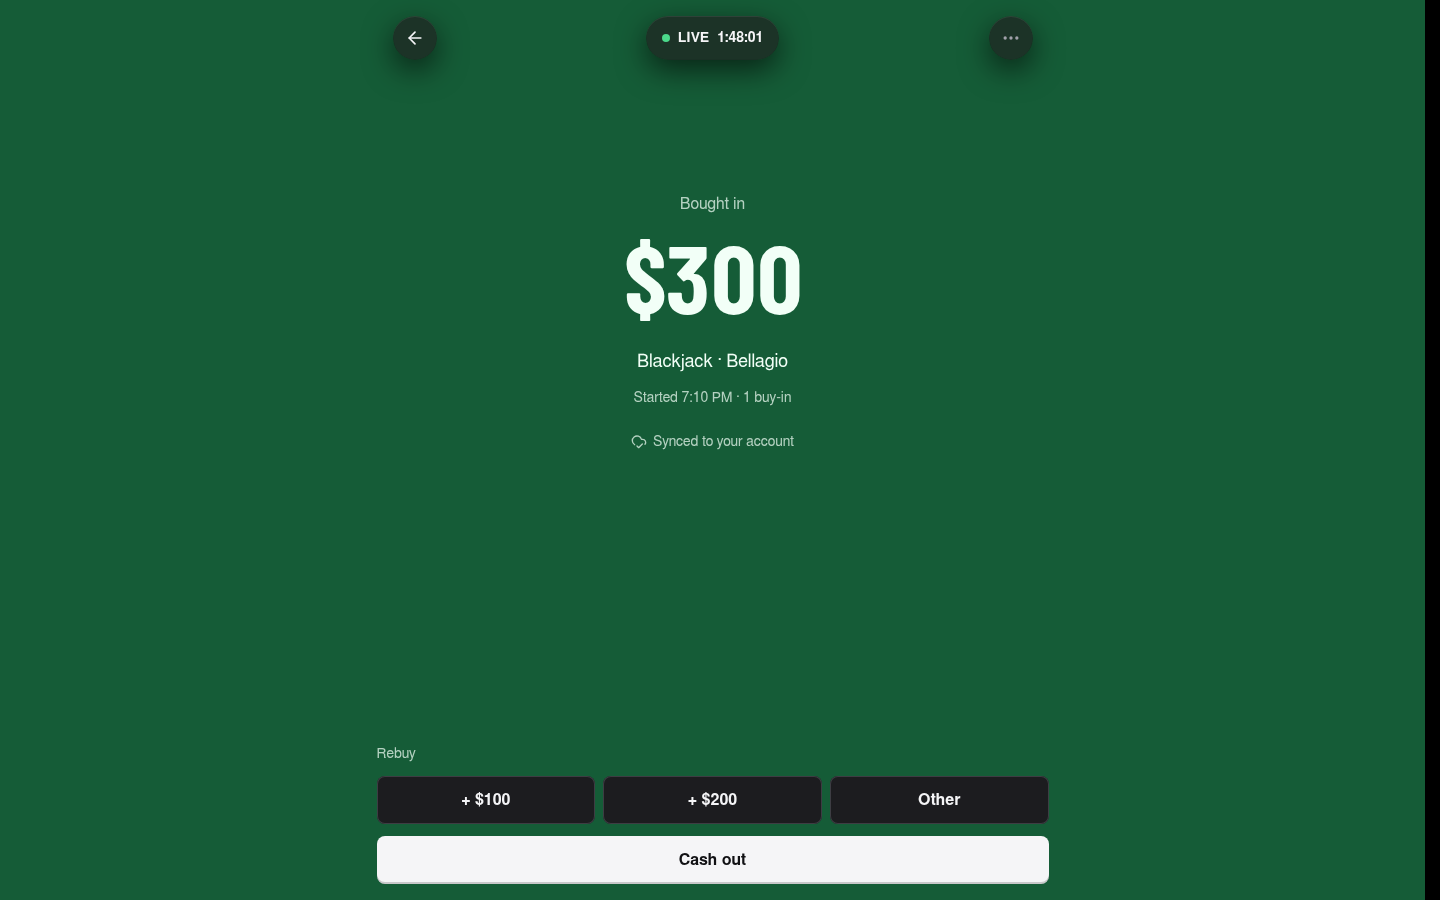 LIVE 1:48:01
Bought in
$300
Blackjack · Bellagio
Started 7:10 PM · 1 buy-in
Synced to your account
Rebuy
+ $100
+ $200
Other
Cash out